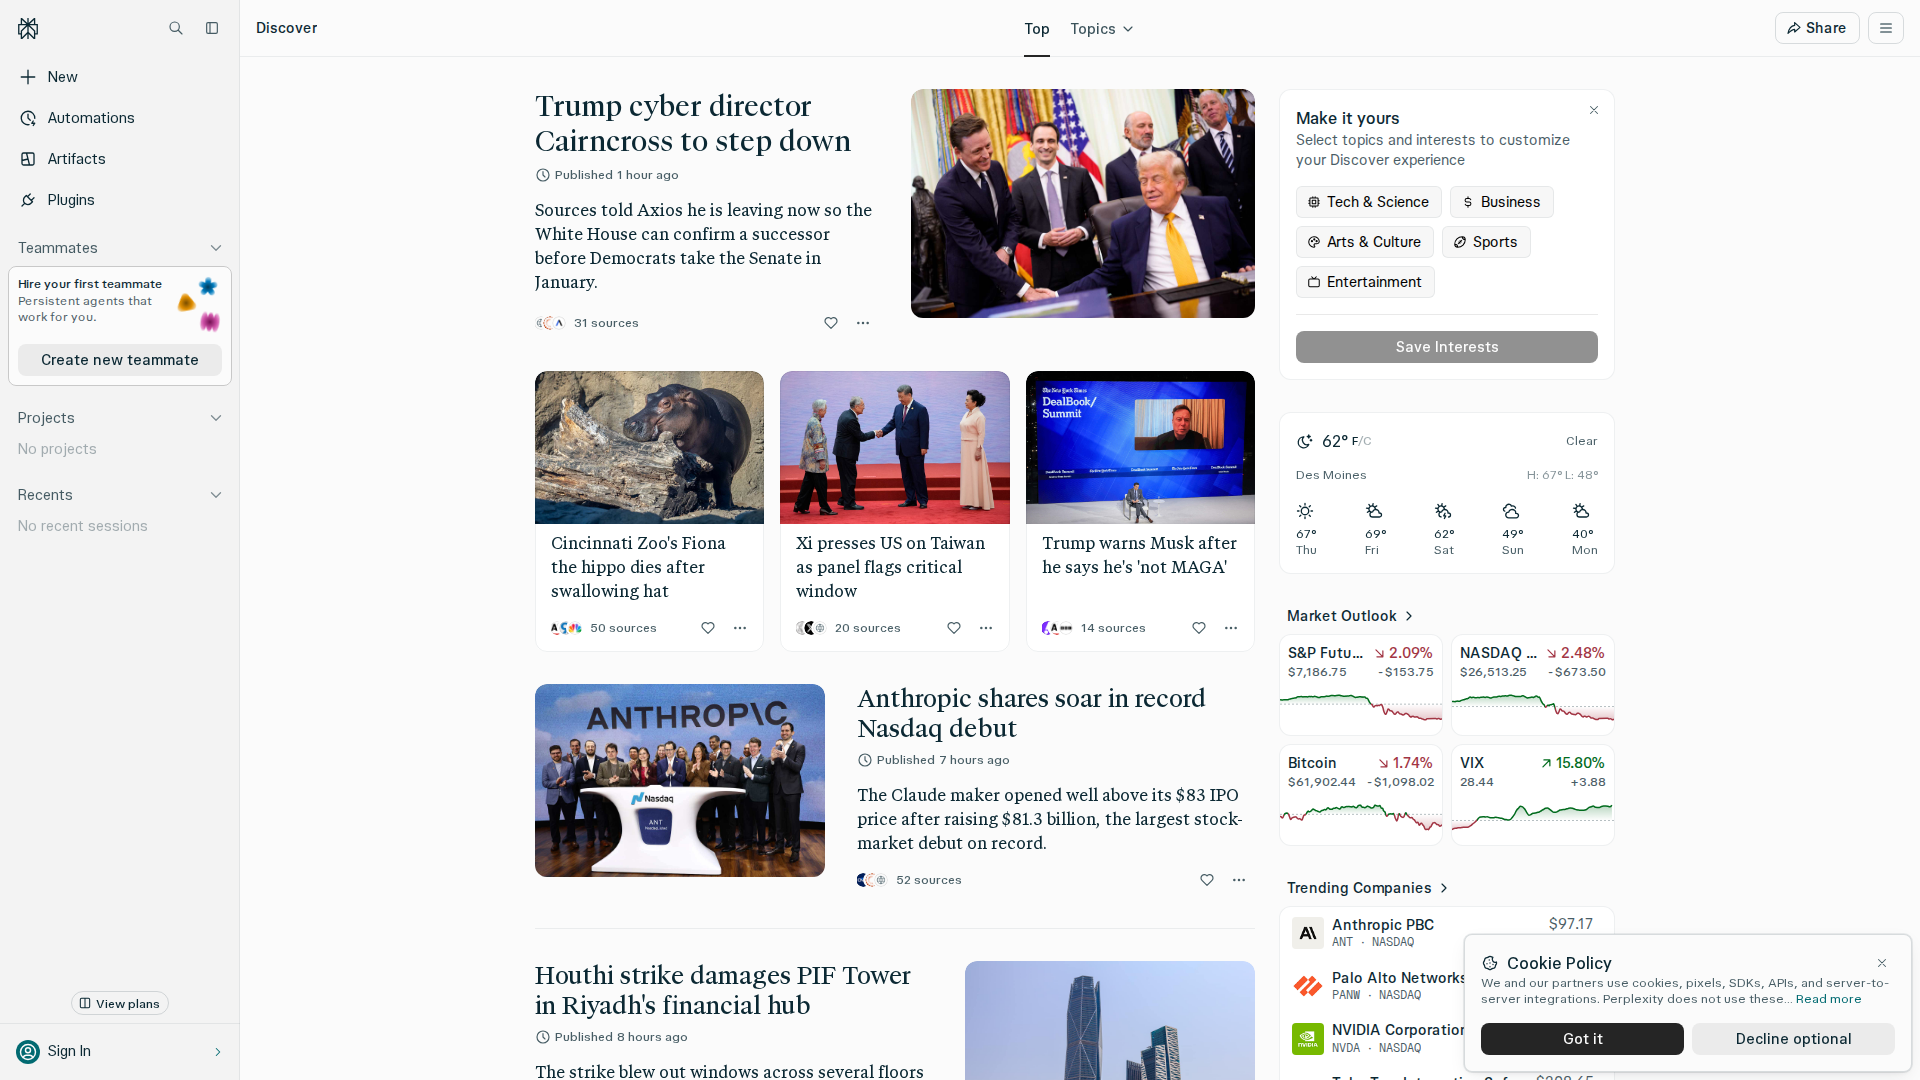 Discover
Top
Topics
Share
New
Automations
Artifacts
Plugins
Teammates
Hire your first teammate
Persistent agents that
work for you.
Create new teammate
Projects
No projects
Recents
No recent sessions
View plans
Sign In
Trump cyber director
Cairncross to step down
Published 1 hour ago
Sources told Axios he is leaving now so the
White House can confirm a successor
before Democrats take the Senate in
January.
31 sources
The New York Times
DealBook/
Summit
Cincinnati Zoo's Fiona
the hippo dies after
swallowing hat
50 sources
Xi presses US on Taiwan
as panel flags critical
window
20 sources
Trump warns Musk after
he says he's 'not MAGA'
14 sources
ANTHROP\C
Nasdaq
ANT
Anthropic shares soar in record
Nasdaq debut
Published 7 hours ago
The Claude maker opened well above its $83 IPO
price after raising $81.3 billion, the largest stock-
market debut on record.
52 sources
Houthi strike damages PIF Tower
in Riyadh's financial hub
Published 8 hours ago
The strike blew out windows across several floors
Make it yours
Select topics and interests to customize
your Discover experience
Tech & Science
Business
Arts & Culture
Sports
Entertainment
Save Interests
62° F/C
Clear
Des Moines
H: 67° L: 48°
67° 69° 62° 49° 40°
Thu Fri Sat Sun Mon
Market Outlook
S&P Futu... 2.09%
$7,186.75 -$153.75
NASDAQ ... 2.48%
$26,513.25 -$673.50
Bitcoin 1.74%
$61,902.44 -$1,098.02
VIX 15.80%
28.44 +3.88
Trending Companies
Anthropic PBC $97.17
ANT · NASDAQ
Palo Alto Networks
PANW · NASDAQ
NVIDIA Corporation
NVDA · NASDAQ
Cookie Policy
We and our partners use cookies, pixels, SDKs, APIs, and server-to-
server integrations. Perplexity does not use these... Read more
Got it
Decline optional